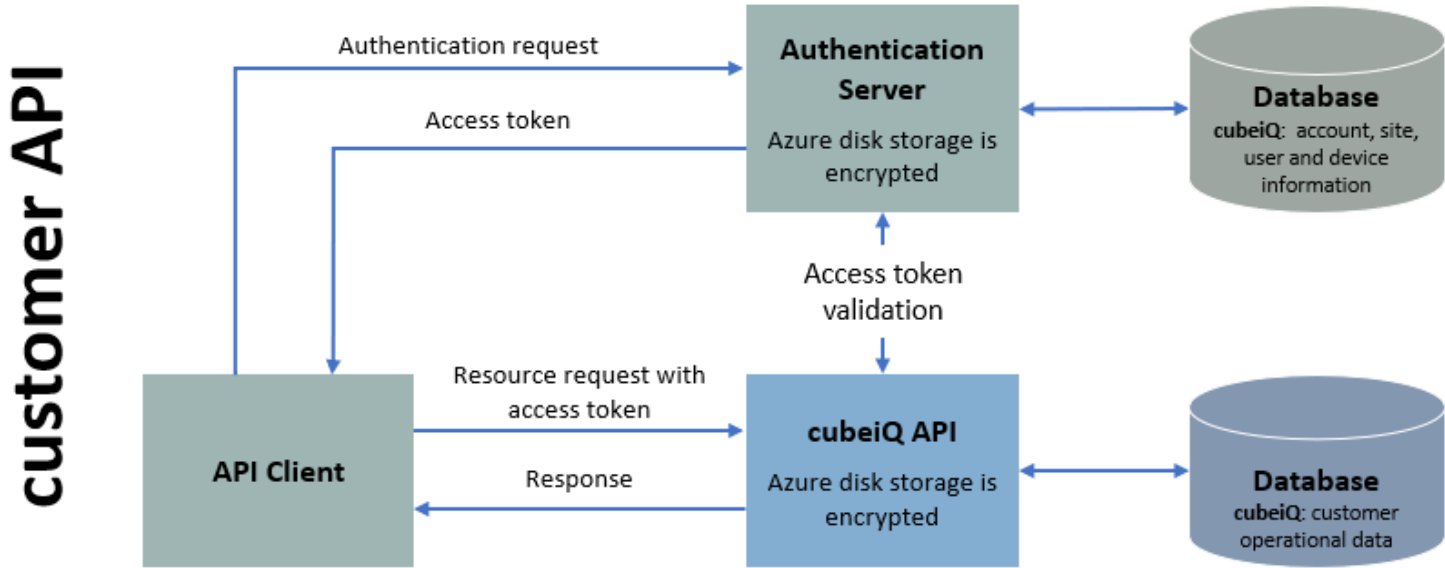 customer API
Authentication request
Access token
Authentication
Server
Azure disk storage is
encrypted
Database
cubeiQ: account, site,
user and device
information
Access token
validation
API Client
Resource request with
access token
Response
cubeiQ API
Azure disk storage is
encrypted
Database
cubeiQ: customer
operational data